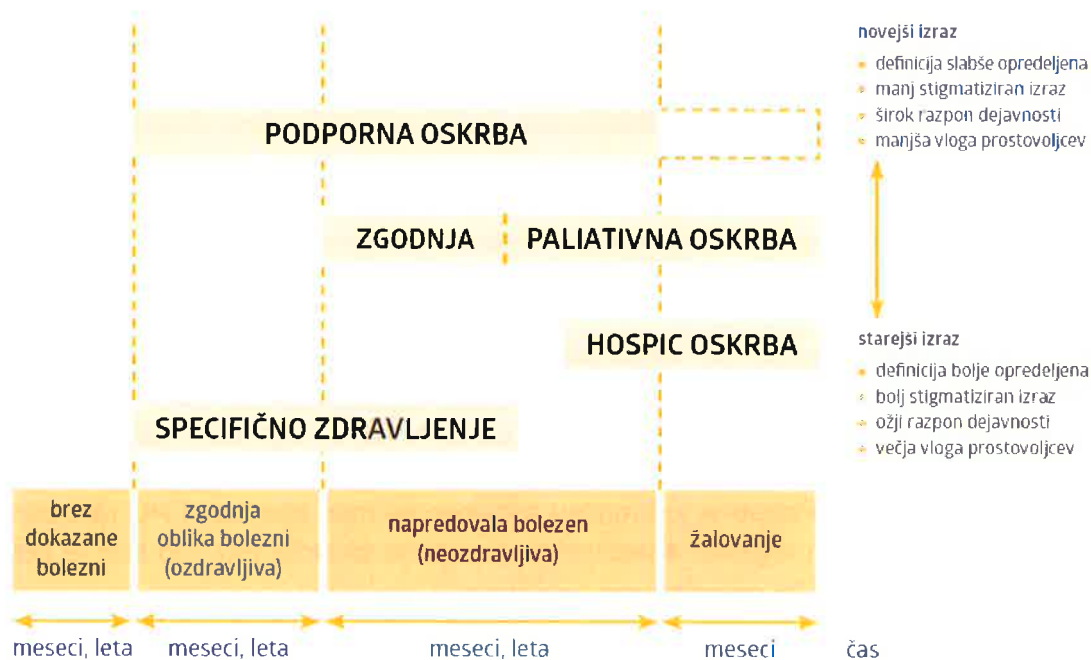 novejši izraz
definicija slabše opredeljena
manj stigmatiziran izraz
širok razpon dejavnosti
manjša vloga prostovoljcev
PODPORNA OSKRBA
ZGODNJA PALIATIVNA OSKRBA
HOSPIC OSKRBA
starejši izraz
definicija bolje opredeljena
bolj stigmatiziran izraz
ožji razpon dejavnosti
večja vloga prostovoljcev
SPECIFIČNO ZDRAVLJENJE
brez
dokazane
bolezni
zgodnja
oblika bolezni
(ozdravljiva)
napredovala bolezen
(neozdravljiva)
žalovanje
meseci, leta meseci, leta meseci, leta meseci čas